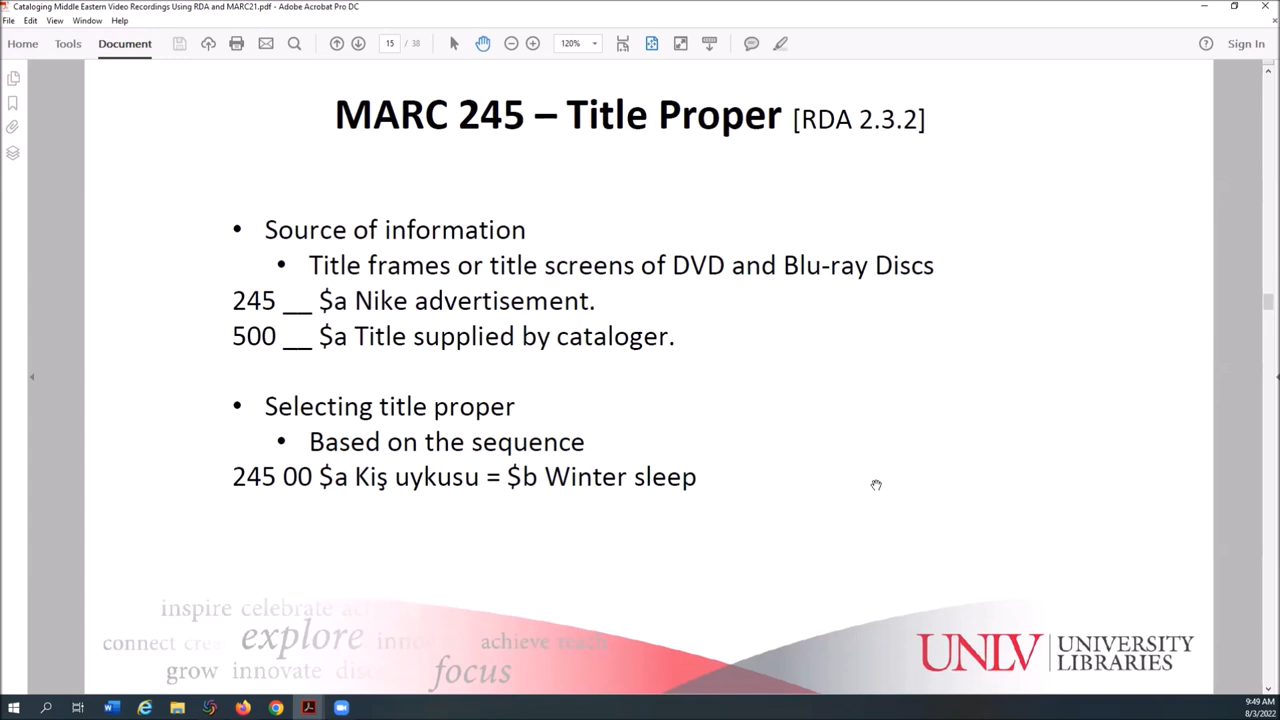 Cataloging Middle Eastern Video Recordings Using RDA and MARC21.pdf - Adobe Acrobat Pro DC
File Edit View Window Help
Home Tools Document 15 / 38 120% Sign In
MARC 245 – Title Proper [RDA 2.3.2]
• Source of information
• Title frames or title screens of DVD and Blu-ray Discs
245 __ $a Nike advertisement.
500 __ $a Title supplied by cataloger.
• Selecting title proper
• Based on the sequence
245 00 $a Kiş uykusu = $b Winter sleep
inspire celebrate
connect explore achieve reach
grow innovate focus
UNLV UNIVERSITY
LIBRARIES
9:49 AM
8/3/2022